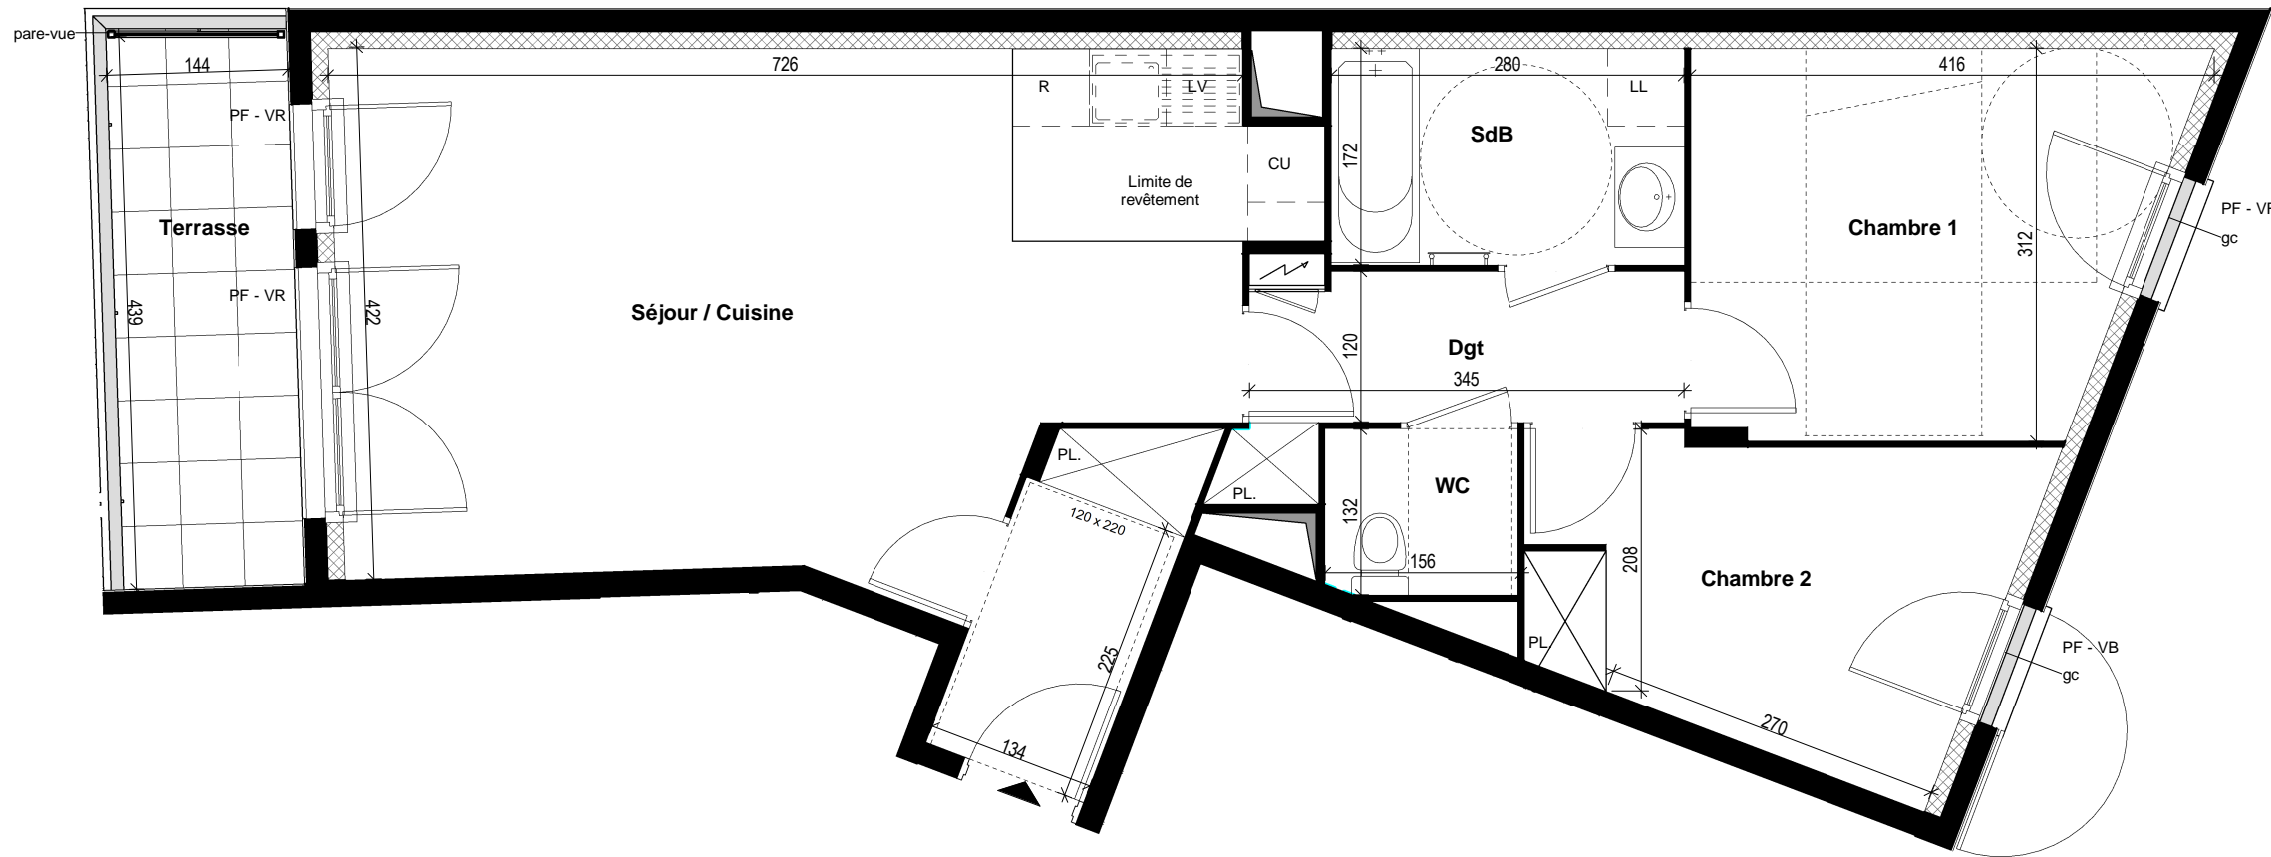 pare-vue
144
726
280
416
R
LV
LL
PF - VR
SdB
172
CU
Limite de
revêtement
Terrasse
Chambre 1
PF - VR
gc
312
PF - VR
439
422
Séjour / Cuisine
120
Dgt
345
PL.
PL.
WC
120 x 220
132
156
208
Chambre 2
PL.
225
PF - VB
gc
134
270